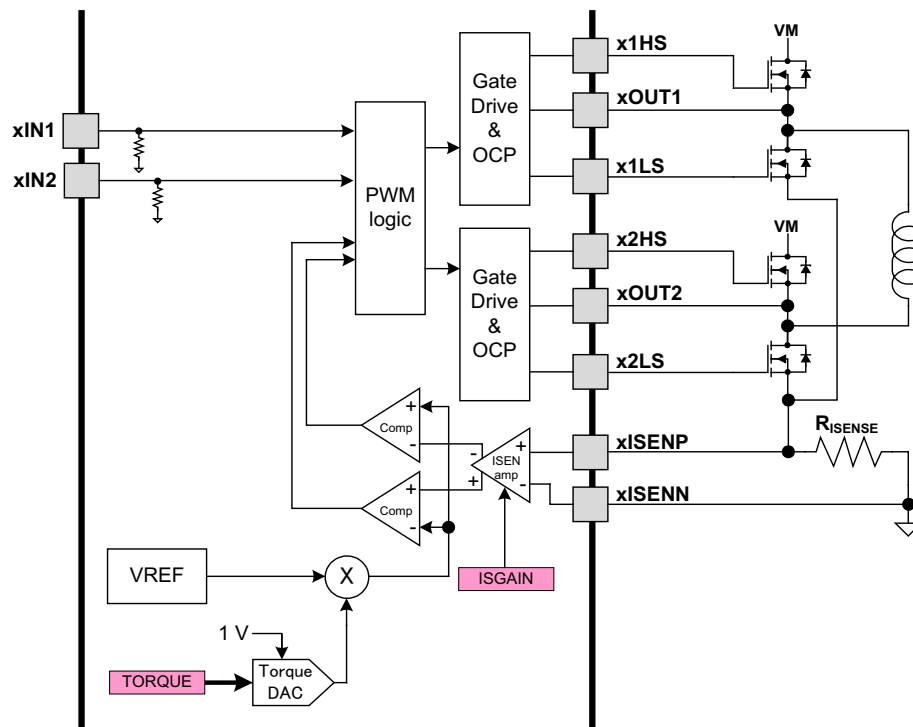 xIN1
xIN2
PWM
logic
Gate
Drive
&
OCP
Gate
Drive
&
OCP
x1HS
xOUT1
x1LS
x2HS
xOUT2
x2LS
xISENP
xISENN
VM
VM
RISENSE
+
Comp
-
+
Comp
-
-
+
ISEN
amp
+
-
VREF
X
ISGAIN
1 V
TORQUE
Torque
DAC